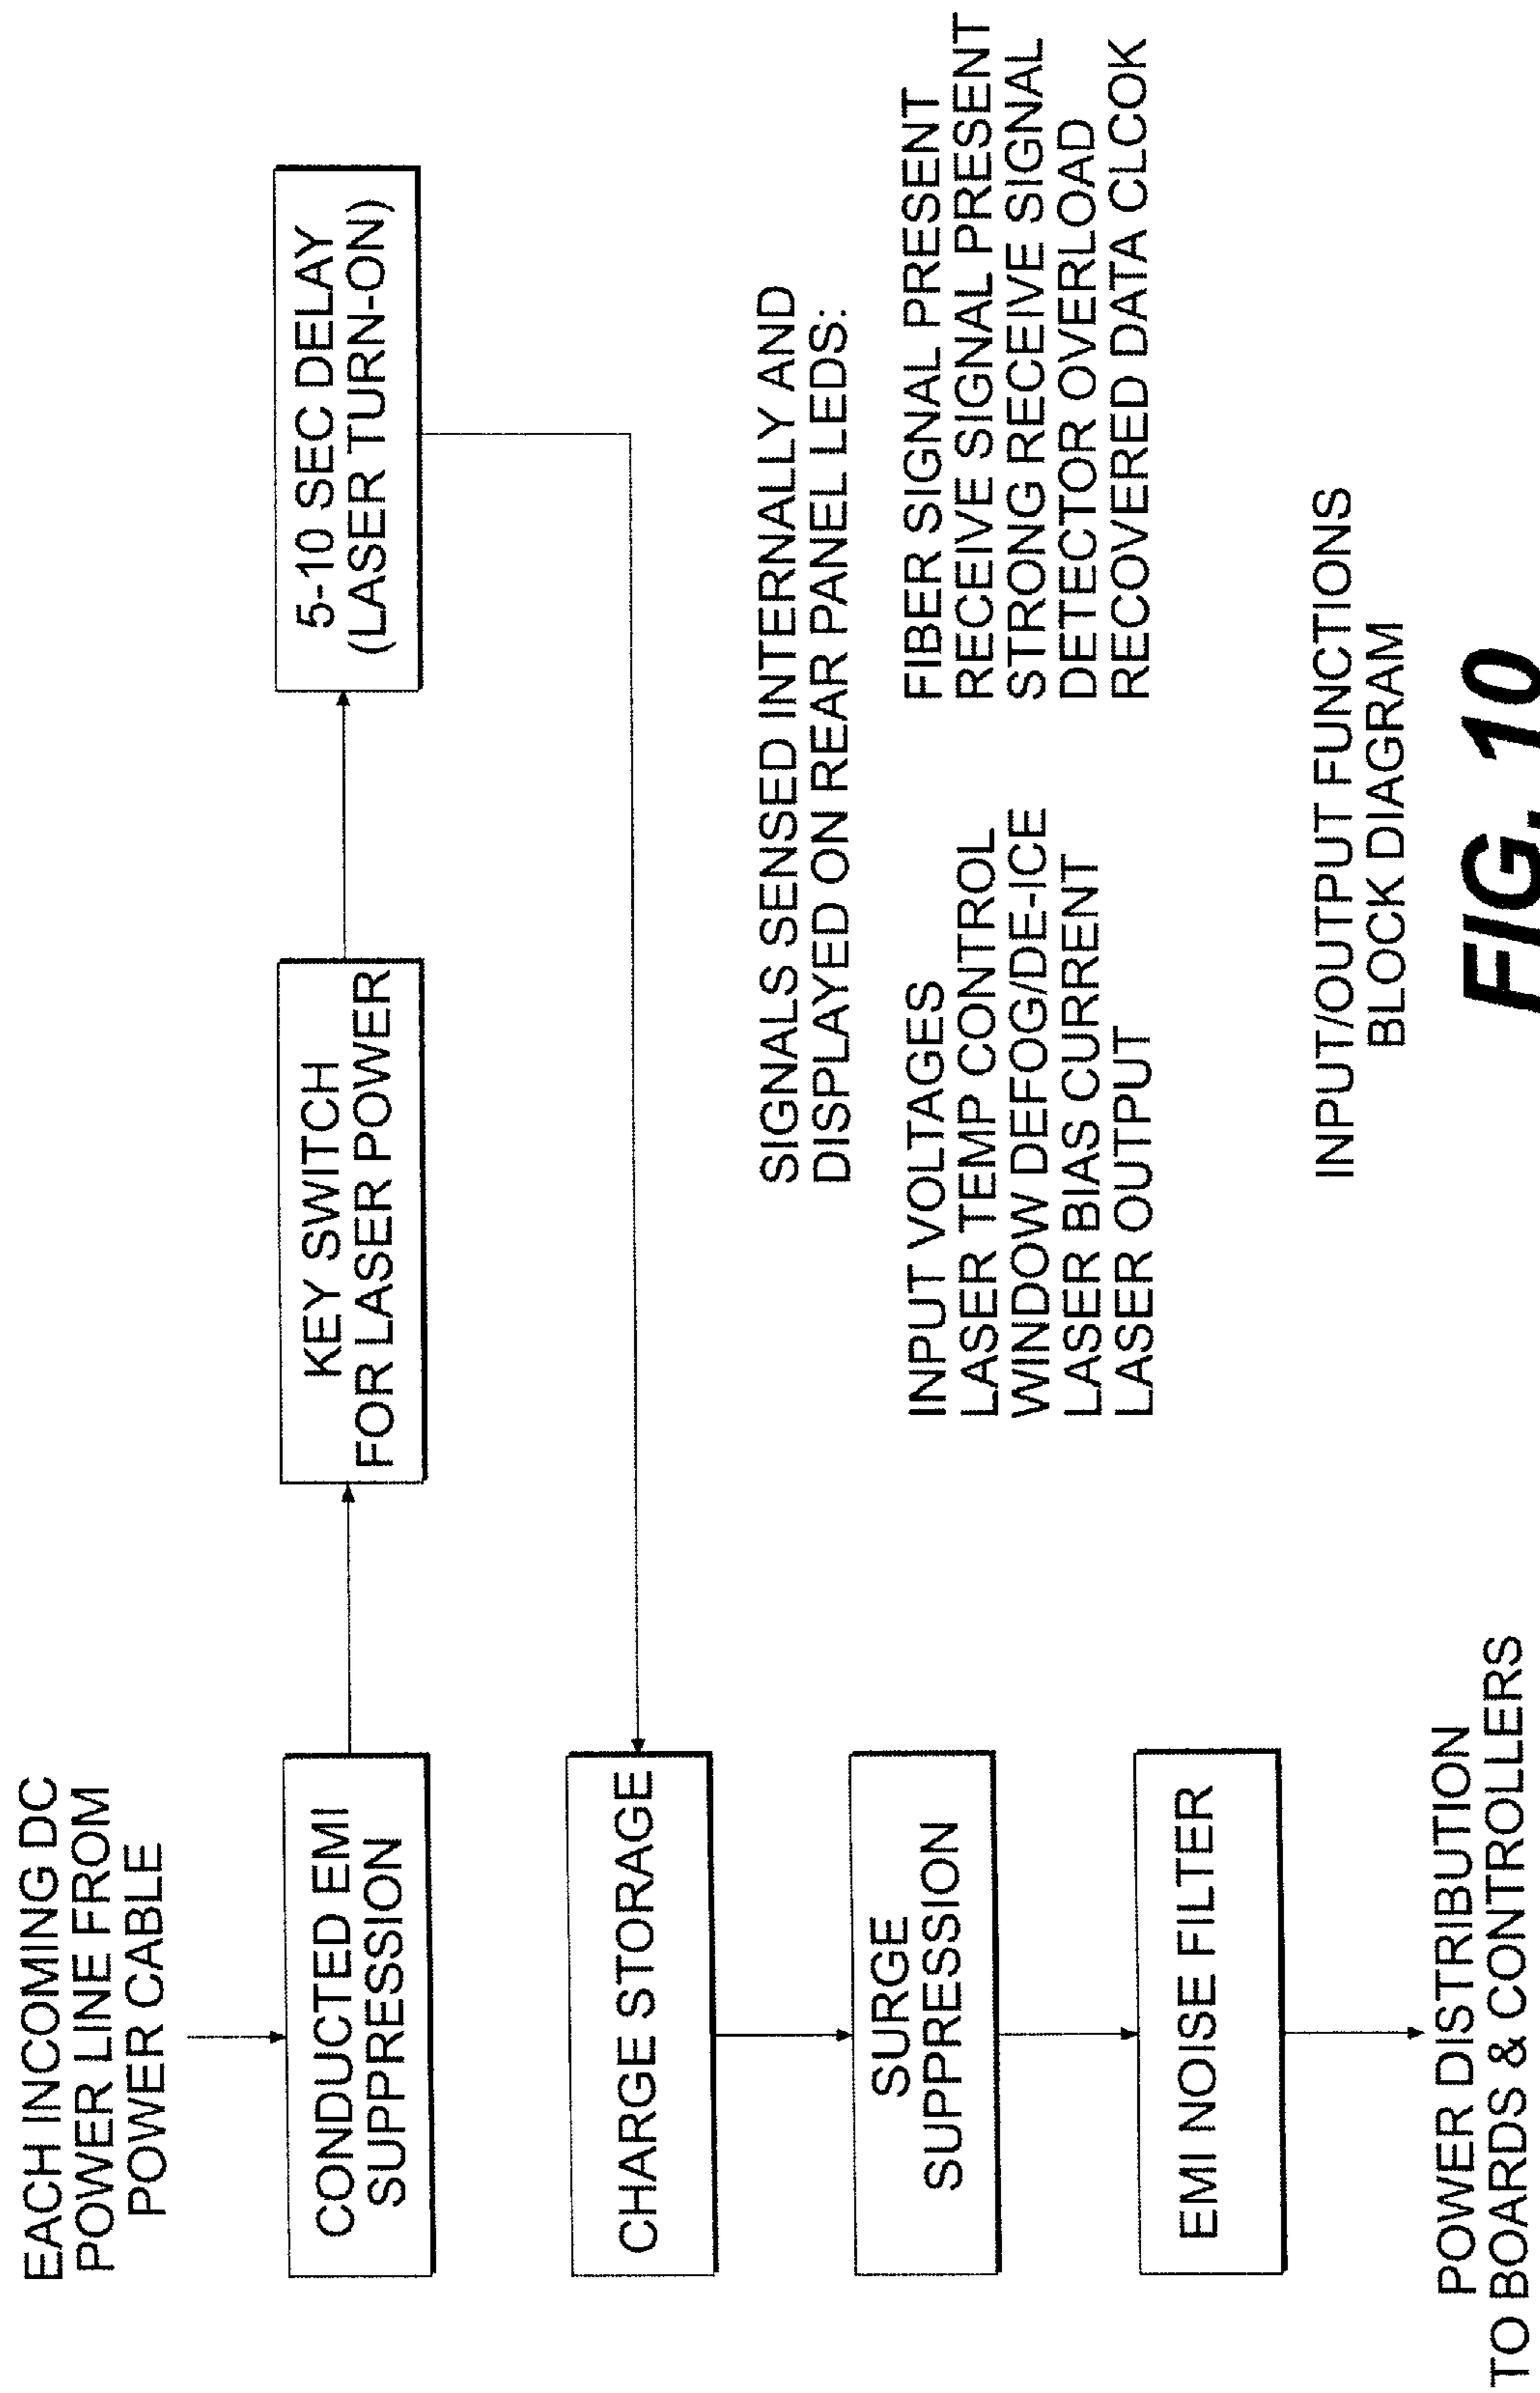 EACH INCOMING DC
POWER LINE FROM
POWER CABLE
CONDUCTED EMI
SUPPRESSION
KEY SWITCH
FOR LASER POWER
5-10 SEC DELAY
(LASER TURN-ON)
CHARGE STORAGE
SURGE
SUPPRESSION
EMI NOISE FILTER
POWER DISTRIBUTION
TO BOARDS & CONTROLLERS
SIGNALS SENSED INTERNALLY AND
DISPLAYED ON REAR PANEL LEDS:
INPUT VOLTAGES
LASER TEMP CONTROL
WINDOW DEFOG/DE-ICE
LASER BIAS CURRENT
LASER OUTPUT
FIBER SIGNAL PRESENT
RECEIVE SIGNAL PRESENT
STRONG RECEIVE SIGNAL
DETECTOR OVERLOAD
RECOVERED DATA CLCOK
INPUT/OUTPUT FUNCTIONS
BLOCK DIAGRAM
FIG. 10